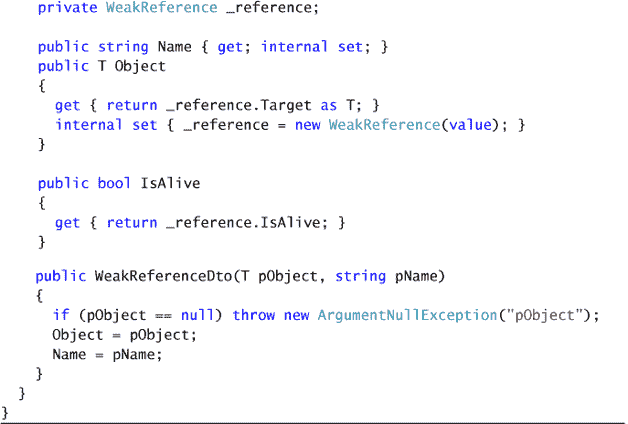 private WeakReference _reference;
public string Name { get; internal set; }
public T Object
{
get { return _reference.Target as T; }
internal set { _reference = new WeakReference(value); }
}
public bool IsAlive
{
get { return _reference.IsAlive; }
}
public WeakReferenceDto(T pObject, string pName)
{
if (pObject == null) throw new ArgumentNullException("pObject");
Object = pObject;
Name = pName;
}
}
}